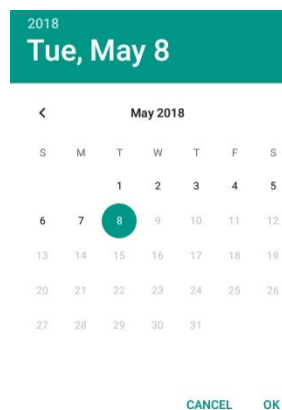 2018
Tue, May 8
May 2018
S M T W T F S
1 2 3 4 5
6 7 8 9 10 11 12
13 14 15 16 17 18 19
20 21 22 23 24 25 26
27 28 29 30 31
CANCEL OK